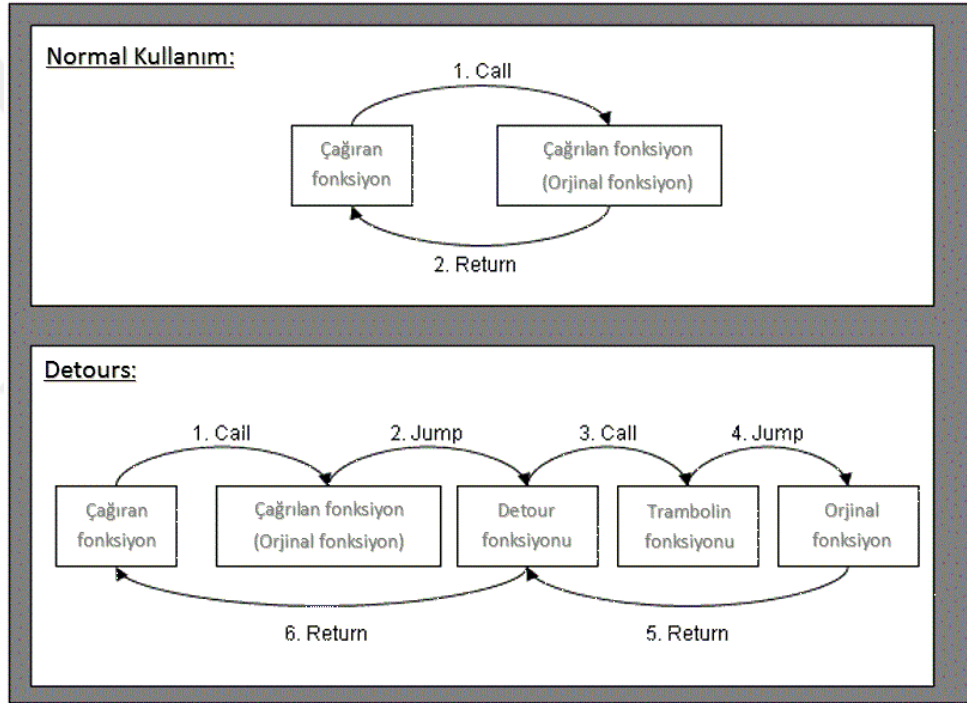 Normal Kullanım:
1. Call
Çağıran
fonksiyon
Çağrılan fonksiyon
(Orjinal fonksiyon)
2. Return
Detours:
1. Call
2. Jump
3. Call
4. Jump
Çağıran
fonksiyon
Çağrılan fonksiyon
(Orjinal fonksiyon)
Detour
fonksiyonu
Trambolin
fonksiyonu
Orjinal
fonksiyon
6. Return
5. Return